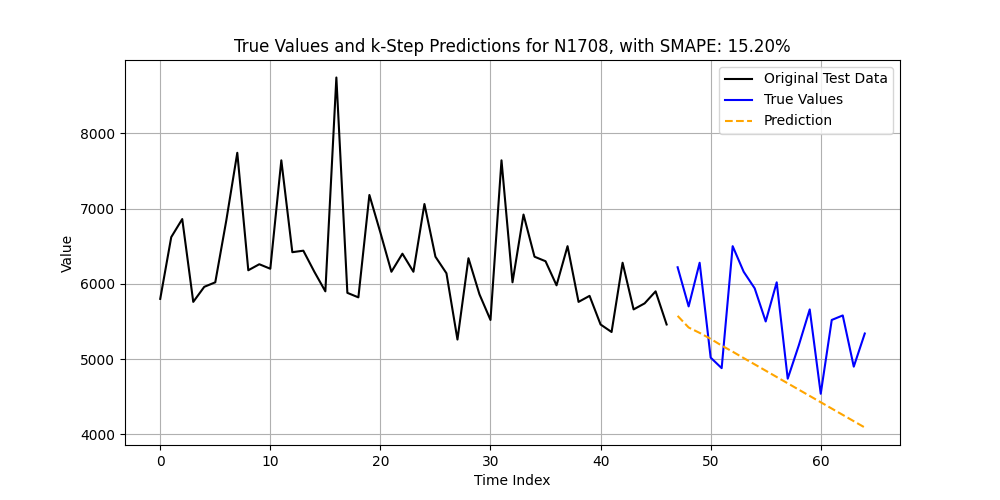 True Values and k-Step Predictions for N1708, with SMAPE: 15.20%
Original Test Data
True Values
Prediction
8000
7000
6000
5000
4000
Value
0 10 20 30 40 50 60
Time Index